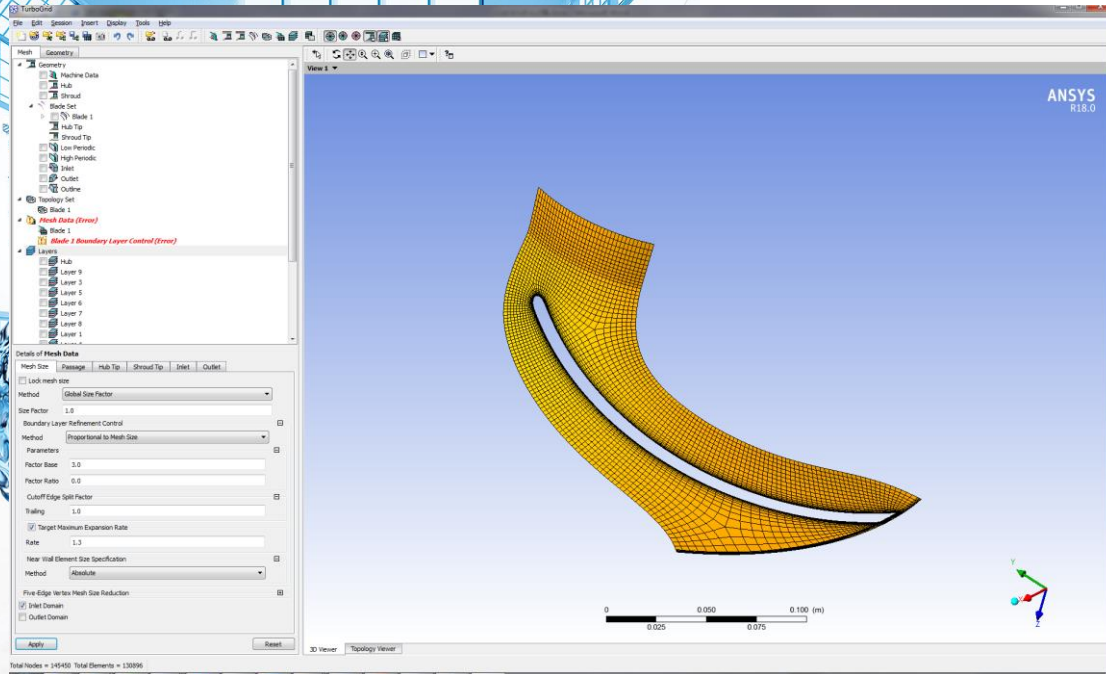 TurboGrid
File Edit Session Insert Display Tools Help
Mesh Geometry
Geometry
Machine Data
Hub
Shroud
Blade Set
Blade 1
Hub Tip
Shroud Tip
Low Periodic
High Periodic
Inlet
Outlet
Outline
Topology Set
Blade 1
Mesh Data (Error)
Blade 1
Blade 1 Boundary Layer Control (Error)
Layers
Hub
Layer 9
Layer 3
Layer 5
Layer 6
Layer 7
Layer 8
Layer 1
Details of Mesh Data
Mesh Size Passage Hub Tip Shroud Tip Inlet Outlet
Lock mesh size
Method Global Size Factor
Size Factor 1.0
Boundary Layer Refinement Control
Method Proportional to Mesh Size
Parameters
Factor Base 3.0
Factor Ratio 0.0
Cutoff Edge Split Factor
Trailing 1.0
Target Maximum Expansion Rate
Rate 1.3
Near Wall Element Size Specification
Method Absolute
Five-Edge Vertex Mesh Size Reduction
Inlet Domain
Outlet Domain
Apply Reset
Total Nodes = 145450 Total Elements = 130896
View 1
ANSYS
R18.0
Y
X
Z
0 0.050 0.100 (m)
0.025 0.075
3D Viewer Topology Viewer